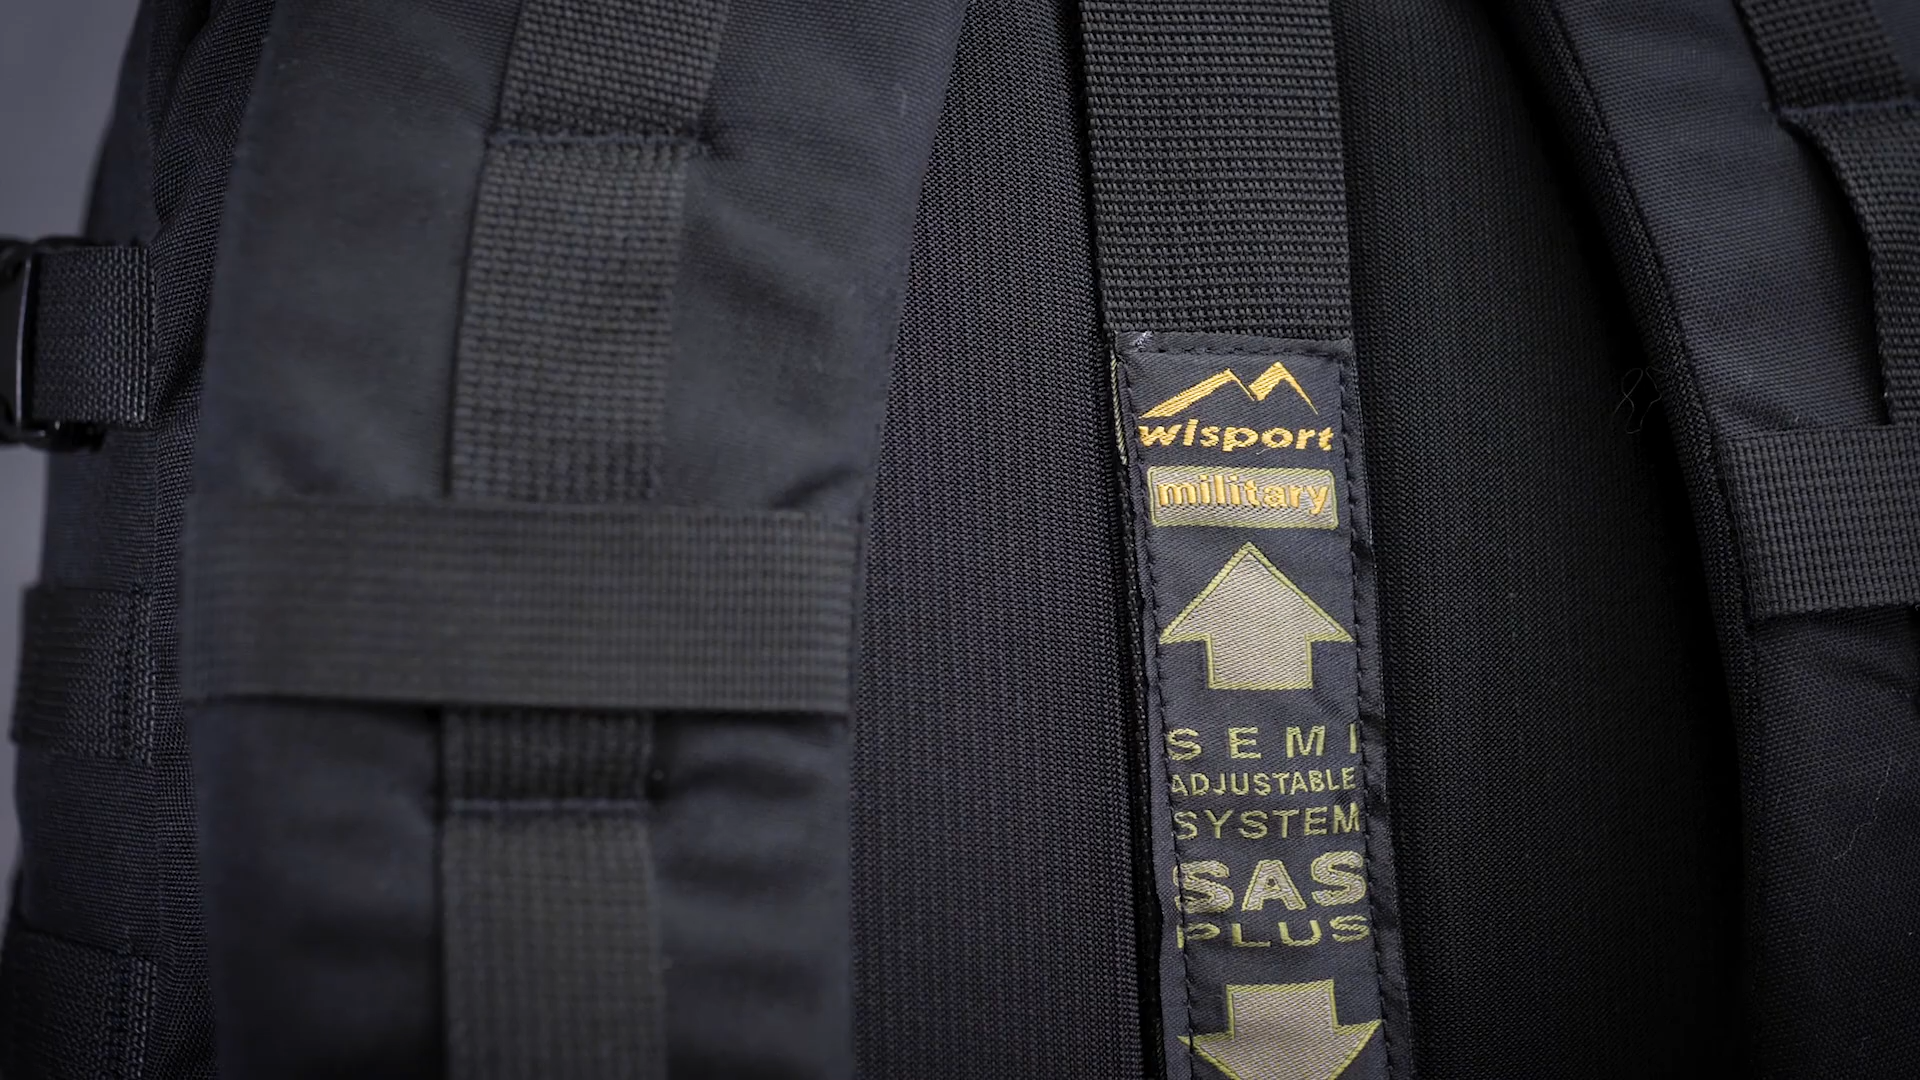 wisport
military
SEMI
ADJUSTABLE
SYSTEM
SAS
PLUS